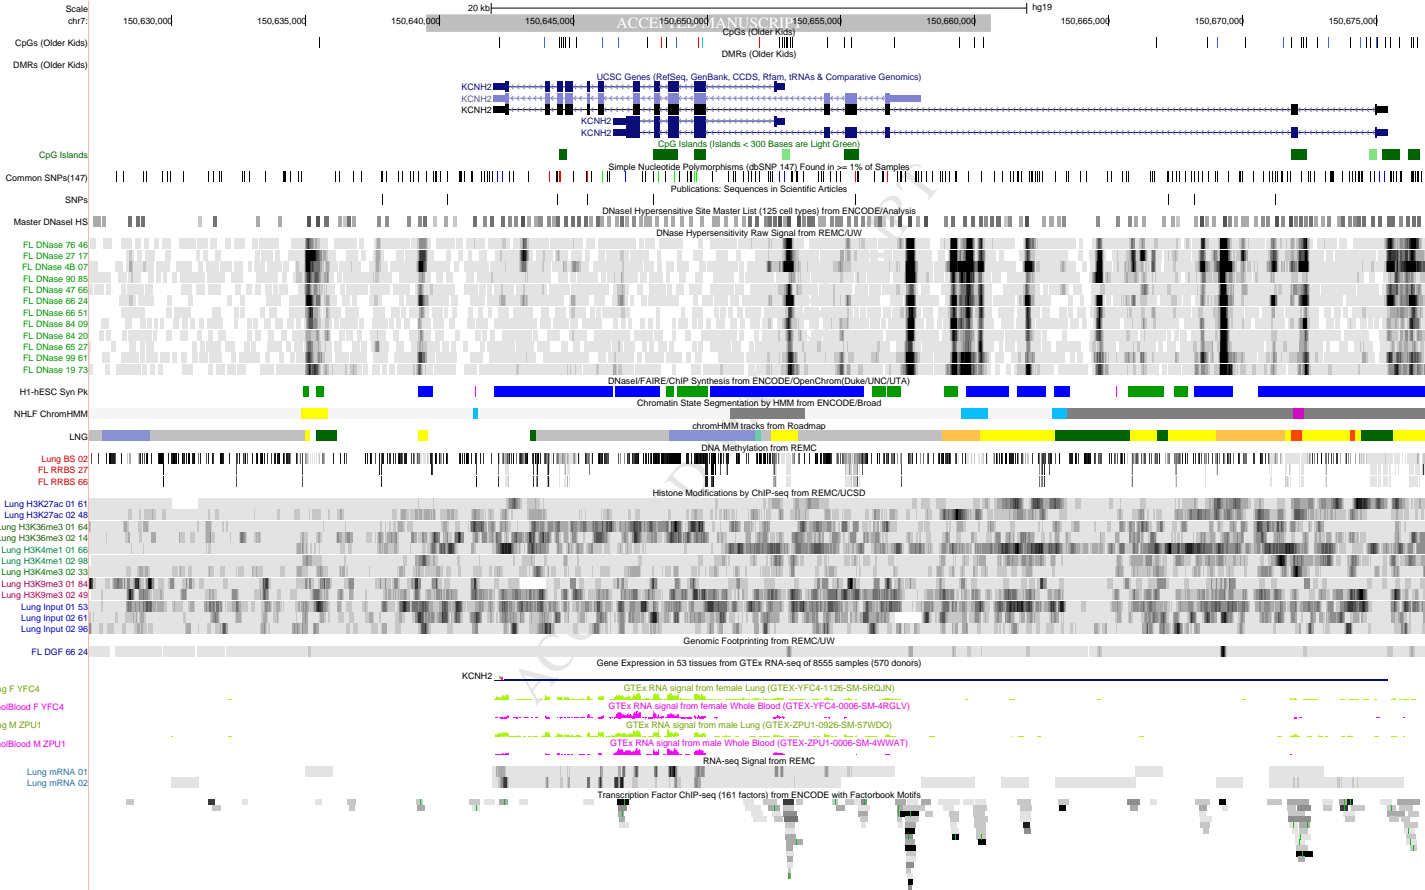 Scale 20 kb hg19
chr7: 150,630,000 150,635,000 150,640,000 150,645,000 150,650,000 150,655,000 150,660,000 150,665,000 150,670,000 150,675,000
ACCEPTED MANUSCRIPT
CpGs (Older Kids)
CpGs (Older Kids)
DMRs (Older Kids)
DMRs (Older Kids)
UCSC Genes (RefSeq, GenBank, CCDS, Rfam, tRNAs & Comparative Genomics)
KCNH2
KCNH2
KCNH2
KCNH2
KCNH2
CpG Islands (Islands < 300 Bases are Light Green)
CpG Islands
Simple Nucleotide Polymorphisms (dbSNP 147) Found in >= 1% of Samples
Common SNPs(147)
Publications: Sequences in Scientific Articles
SNPs
DNaseI Hypersensitive Site Master List (125 cell types) from ENCODE/Analysis
Master DNaseI HS
DNase Hypersensitivity Raw Signal from REMC/UW
FL DNase 76 46
FL DNase 27 17
FL DNase 4B 07
FL DNase 90 85
FL DNase 47 66
FL DNase 66 24
FL DNase 66 51
FL DNase 84 09
FL DNase 84 20
FL DNase 65 27
FL DNase 99 61
FL DNase 19 73
DNaseI/FAIRE/ChIP Synthesis from ENCODE/OpenChrom(Duke/UNC/UTA)
H1-hESC Syn Pk
Chromatin State Segmentation by HMM from ENCODE/Broad
NHLF ChromHMM
chromHMM tracks from Roadmap
LNG
DNA Methylation from REMC
Lung BS 02
FL RRBS 27
FL RRBS 66
Histone Modifications by ChIP-seq from REMC/UCSD
Lung H3K27ac 01 61
Lung H3K27ac 02 48
Lung H3K36me3 01 64
Lung H3K36me3 02 14
Lung H3K4me1 01 66
Lung H3K4me1 02 98
Lung H3K4me3 02 33
Lung H3K9me3 01 84
Lung H3K9me3 02 49
Lung Input 01 53
Lung Input 02 61
Lung Input 02 96
Genomic Footprinting from REMC/UW
FL DGF 66 24
Gene Expression in 53 tissues from GTEx RNA-seq of 8555 samples (570 donors)
KCNH2
GTEx RNA signal from female Lung (GTEX-YFC4-1126-SM-5RQJN)
g F YFC4
GTEx RNA signal from female Whole Blood (GTEX-YFC4-0006-SM-4RGLV)
olBlood F YFC4
GTEx RNA signal from male Lung (GTEX-ZPU1-0926-SM-57WDO)
g M ZPU1
GTEx RNA signal from male Whole Blood (GTEX-ZPU1-0006-SM-4WWAT)
olBlood M ZPU1
RNA-seq Signal from REMC
Lung mRNA 01
Lung mRNA 02
Transcription Factor ChIP-seq (161 factors) from ENCODE with Factorbook Motifs